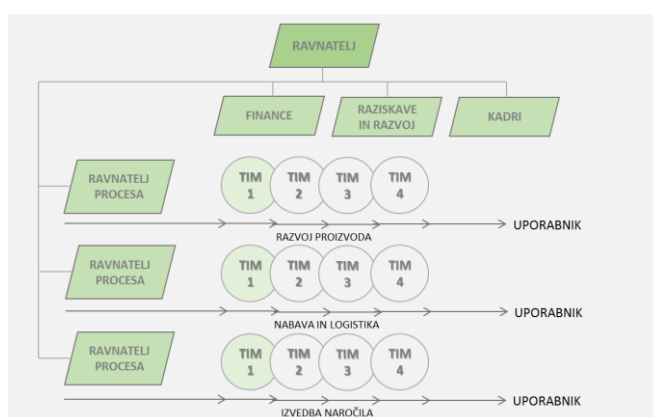 RAVNATELJ
FINANCE
RAZISKAVE
IN RAZVOJ
KADRI
RAVNATELJ
PROCESA
TIM
1
TIM
2
TIM
3
TIM
4
UPORABNIK
RAZVOJ PROIZVODA
RAVNATELJ
PROCESA
TIM
1
TIM
2
TIM
3
TIM
4
UPORABNIK
NABAVA IN LOGISTIKA
RAVNATELJ
PROCESA
TIM
1
TIM
2
TIM
3
TIM
4
UPORABNIK
IZVEDBA NAROČILA